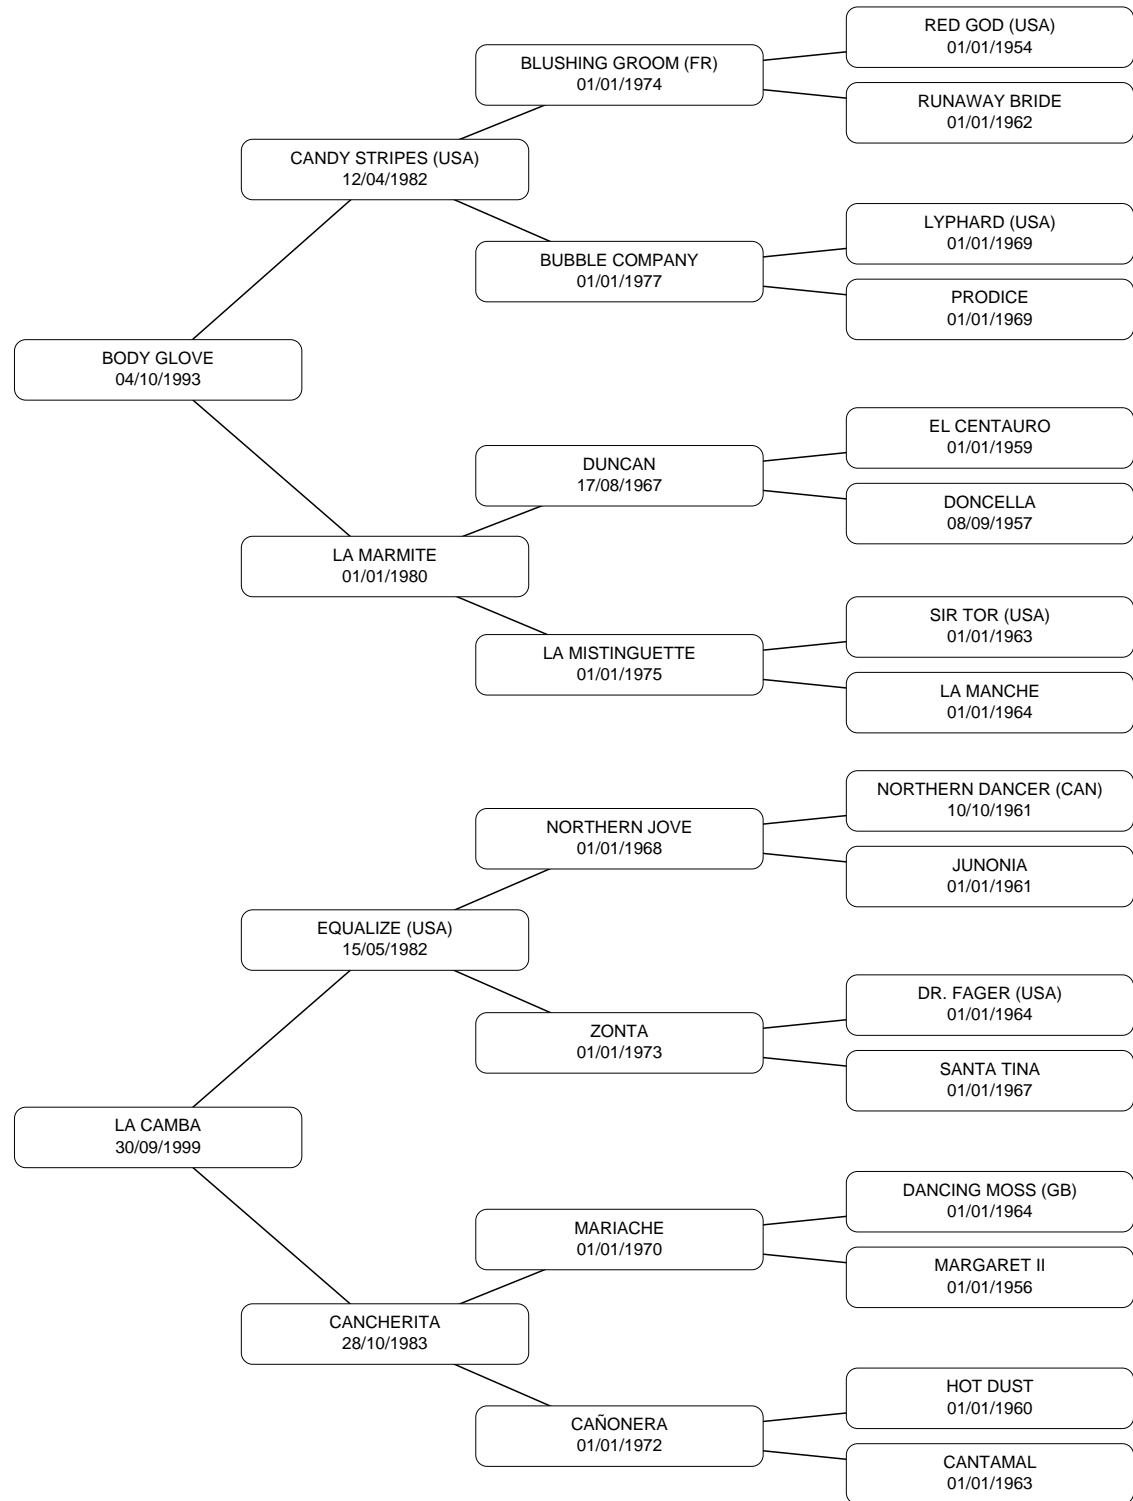 RED GOD (USA)
01/01/1954
BLUSHING GROOM (FR)
01/01/1974
RUNAWAY BRIDE
01/01/1962
CANDY STRIPES (USA)
12/04/1982
LYPHARD (USA)
01/01/1969
BUBBLE COMPANY
01/01/1977
PRODICE
01/01/1969
BODY GLOVE
04/10/1993
EL CENTAURO
01/01/1959
DUNCAN
17/08/1967
DONCELLA
08/09/1957
LA MARMITE
01/01/1980
SIR TOR (USA)
01/01/1963
LA MISTINGUETTE
01/01/1975
LA MANCHE
01/01/1964
NORTHERN DANCER (CAN)
10/10/1961
NORTHERN JOVE
01/01/1968
JUNONIA
01/01/1961
EQUALIZE (USA)
15/05/1982
DR. FAGER (USA)
01/01/1964
ZONTA
01/01/1973
SANTA TINA
01/01/1967
LA CAMBA
30/09/1999
DANCING MOSS (GB)
01/01/1964
MARIACHE
01/01/1970
MARGARET II
01/01/1956
CANCHERITA
28/10/1983
HOT DUST
01/01/1960
CAÑONERA
01/01/1972
CANTAMAL
01/01/1963